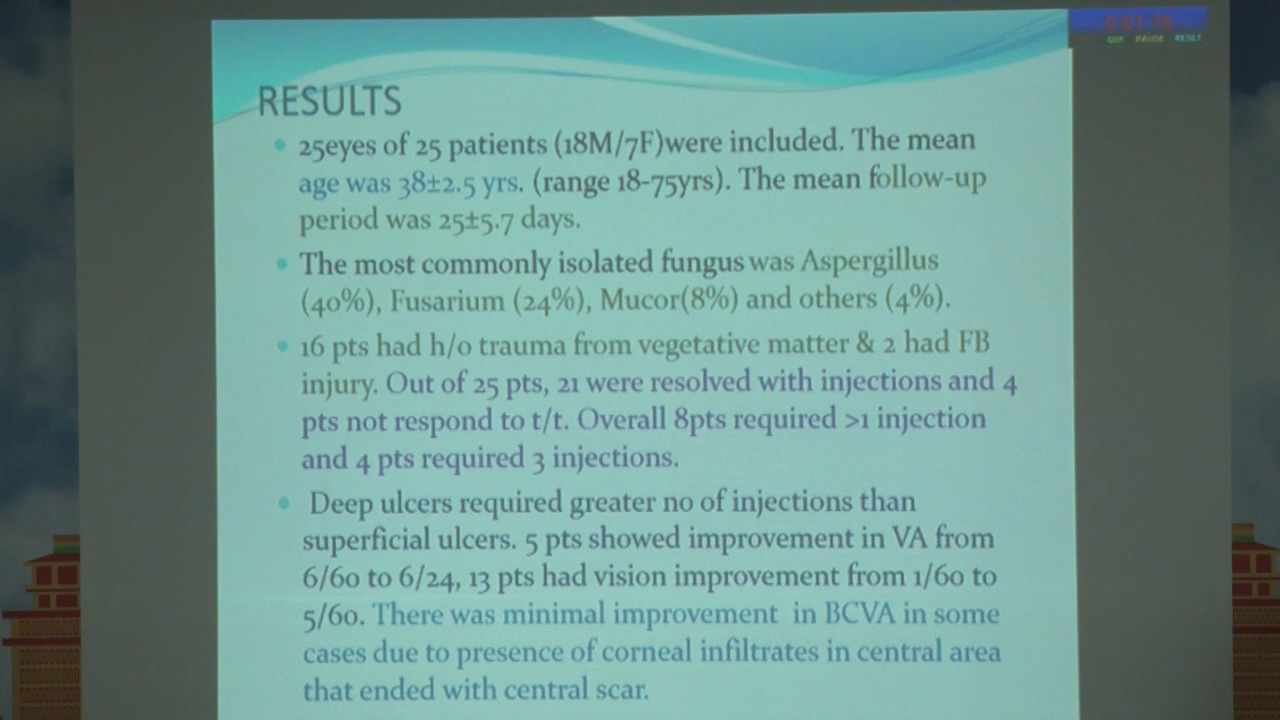 RESULTS
25eyes of 25 patients (18M/7F)were included. The mean
age was 38±2.5 yrs. (range 18-75yrs). The mean follow-up
period was 25±5.7 days.
The most commonly isolated fungus was Aspergillus
(40%), Fusarium (24%), Mucor(8%) and others (4%).
16 pts had h/o trauma from vegetative matter & 2 had FB
injury. Out of 25 pts, 21 were resolved with injections and 4
pts not respond to t/t. Overall 8pts required >1 injection
and 4 pts required 3 injections.
Deep ulcers required greater no of injections than
superficial ulcers. 5 pts showed improvement in VA from
6/60 to 6/24, 13 pts had vision improvement from 1/60 to
5/60. There was minimal improvement in BCVA in some
cases due to presence of corneal infiltrates in central area
that ended with central scar.
PAUSE RESET